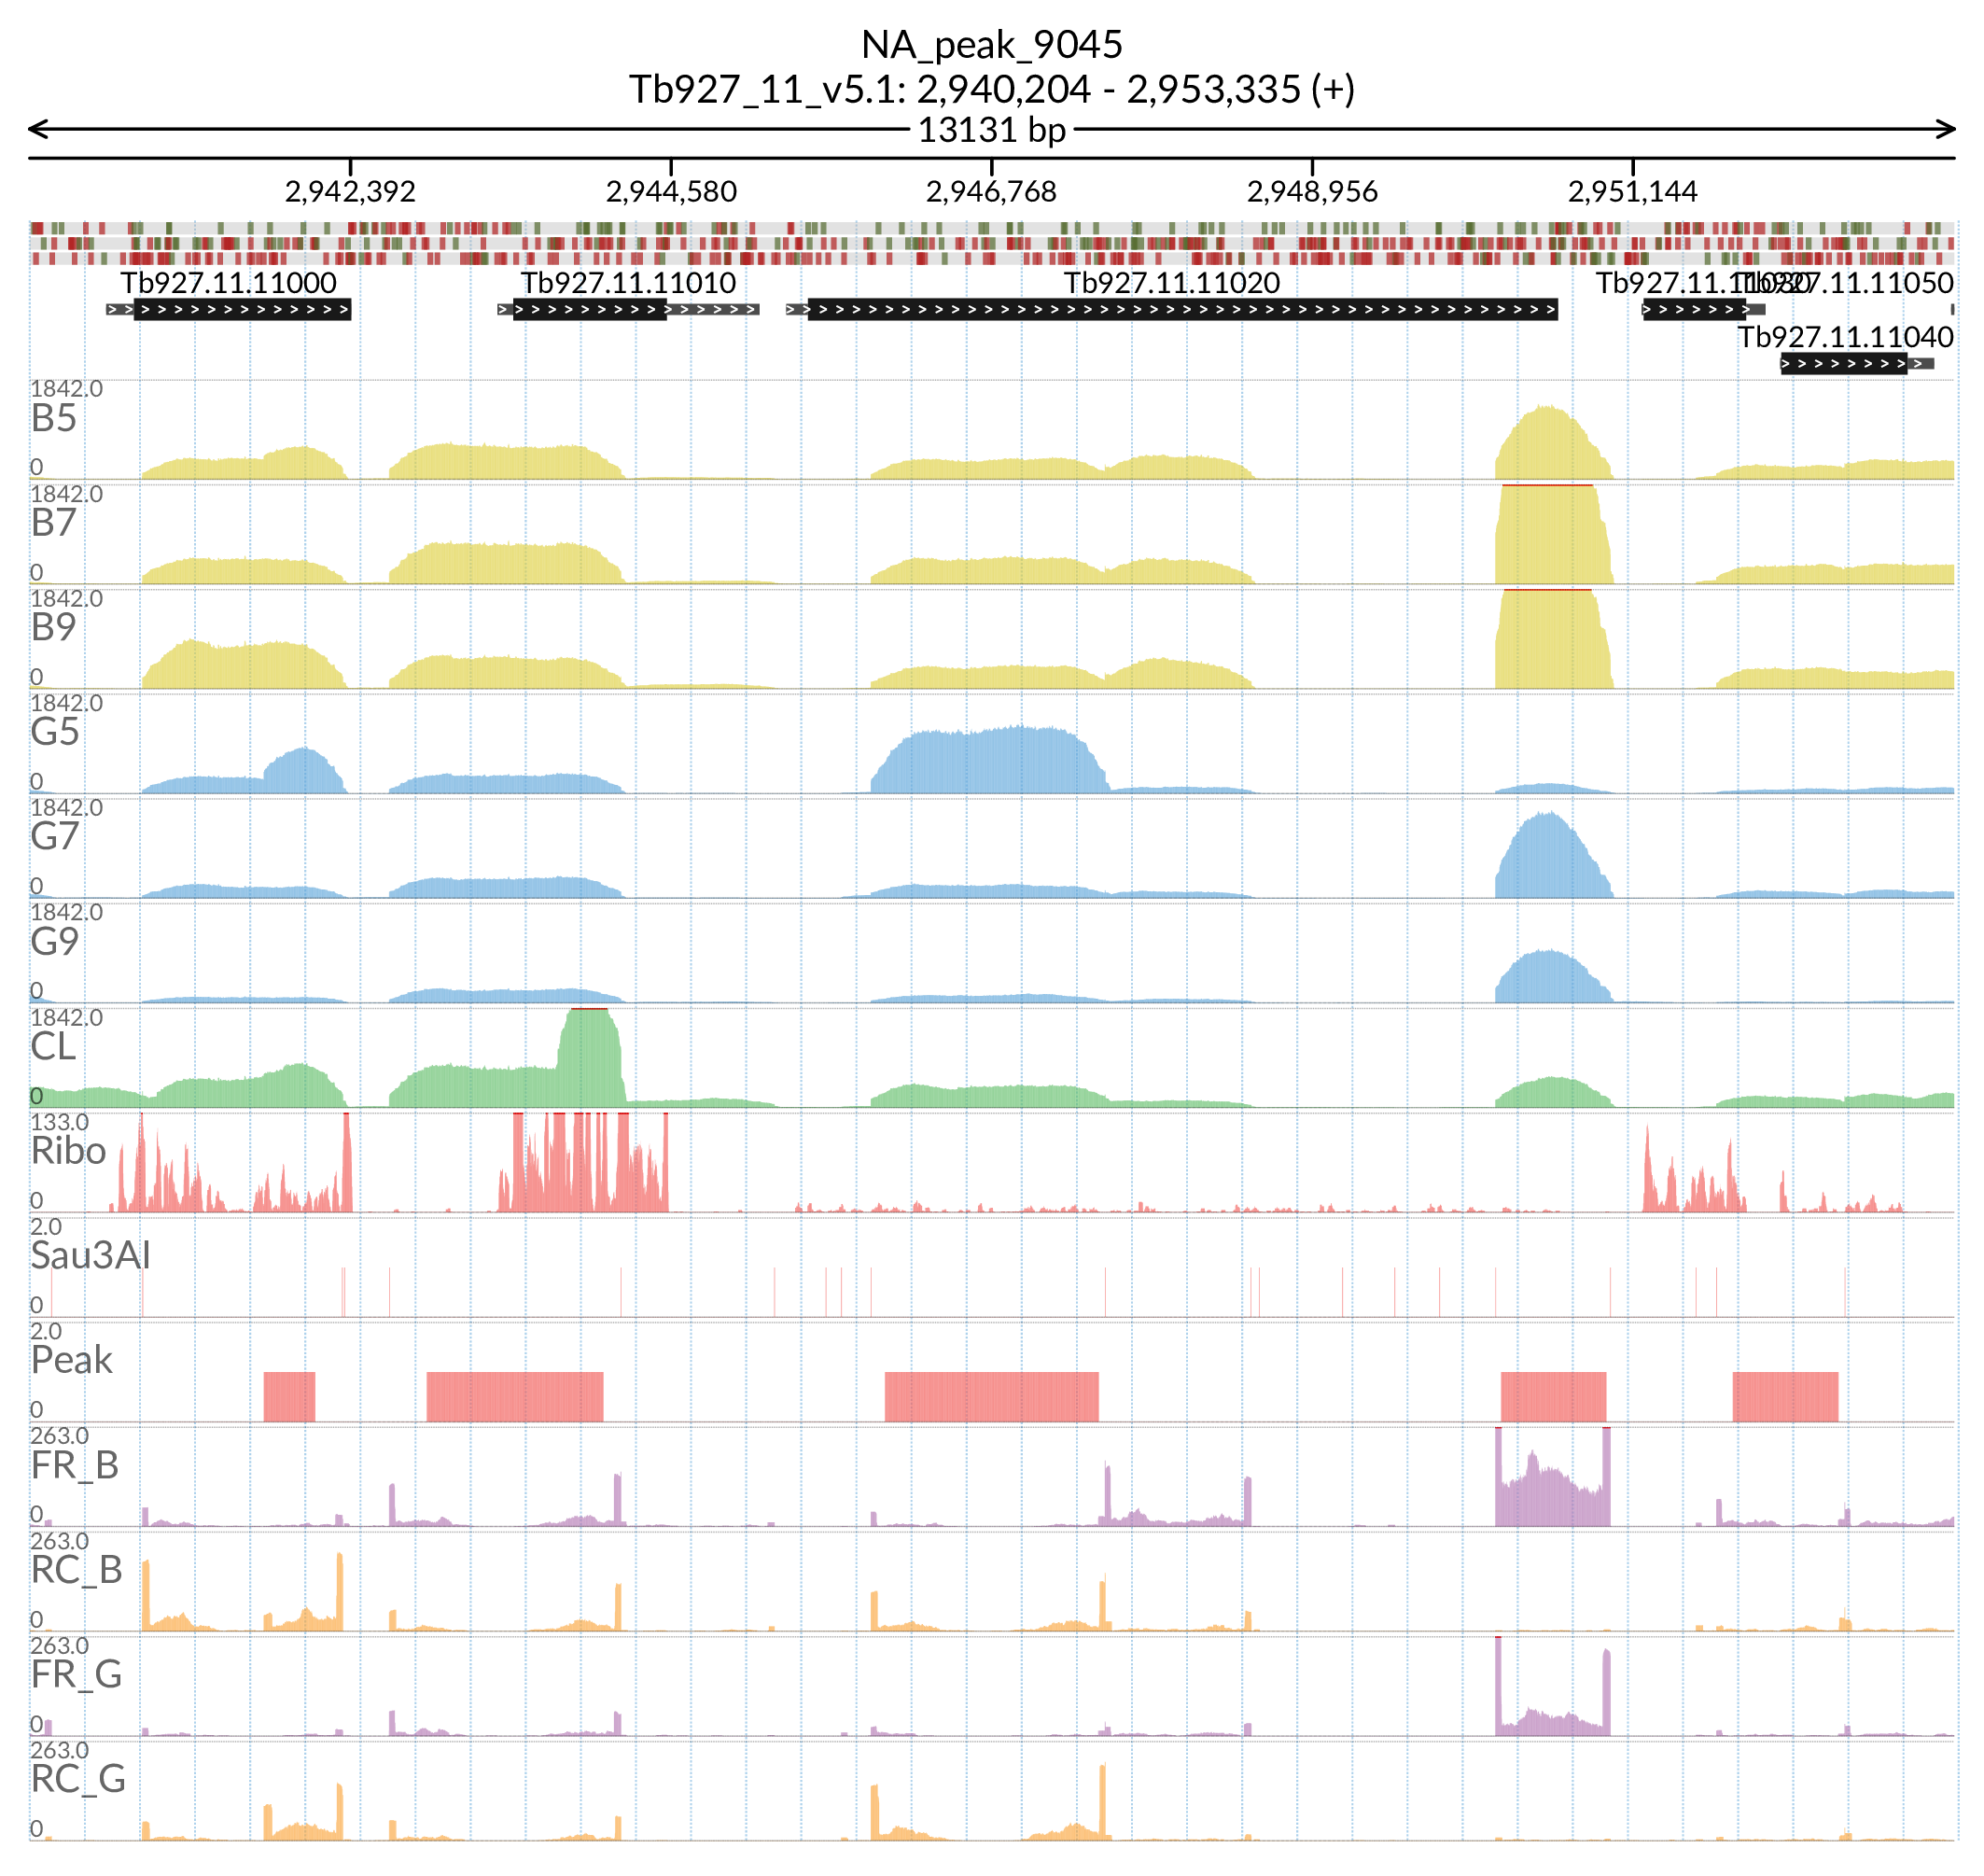 NA_peak_9045
Tb927_11_v5.1: 2,940,204 - 2,953,335 (+)
13131 bp
2,942,392 2,944,580 2,946,768 2,948,956 2,951,144
Tb927.11.11000 Tb927.11.11010 Tb927.11.11020 Tb927.11.11030 Tb927.11.11050
Tb927.11.11040
1842.0
B5
0
1842.0
B7
0
1842.0
B9
0
1842.0
G5
0
1842.0
G7
0
1842.0
G9
0
1842.0
CL
0
133.0
Ribo
0
2.0
Sau3AI
0
2.0
Peak
0
263.0
FR_B
0
263.0
RC_B
0
263.0
FR_G
0
263.0
RC_G
0